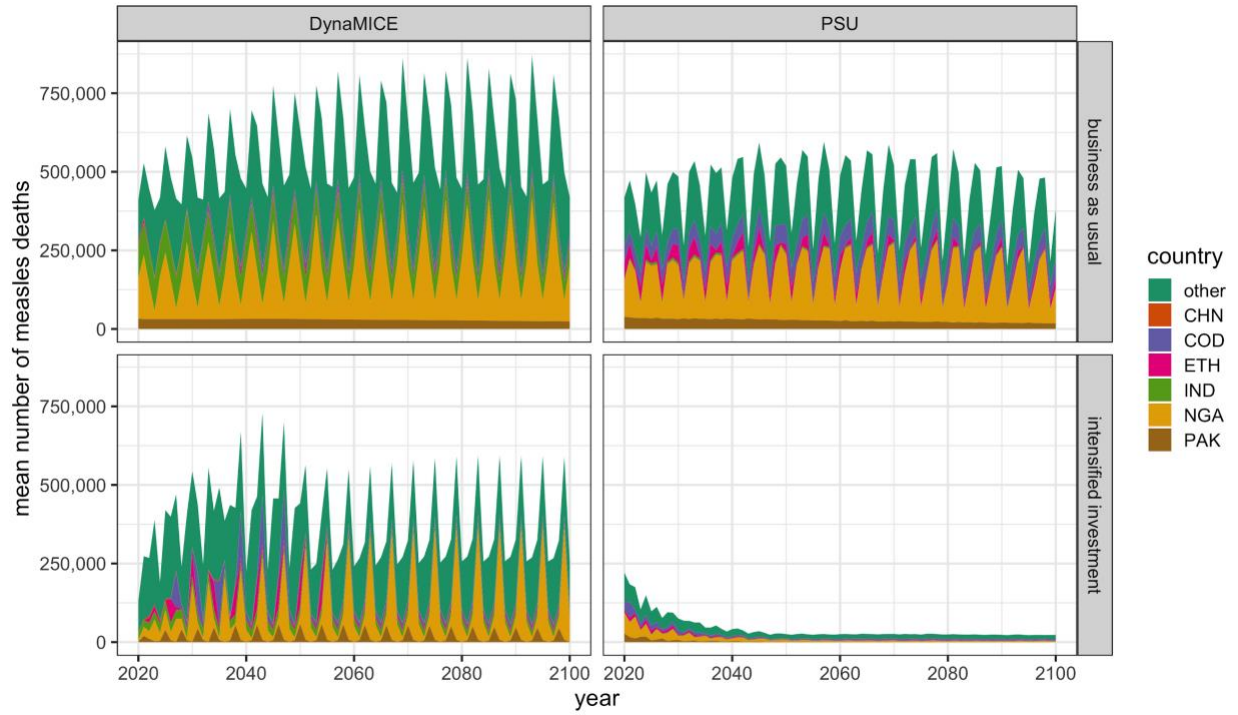 DynaMICE
PSU
mean number of measles deaths
750,000
500,000
250,000
0
business as usual
750,000
500,000
250,000
0
intensified investment
2020 2040 2060 2080 2100
2020 2040 2060 2080 2100
year
country
other
CHN
COD
ETH
IND
NGA
PAK